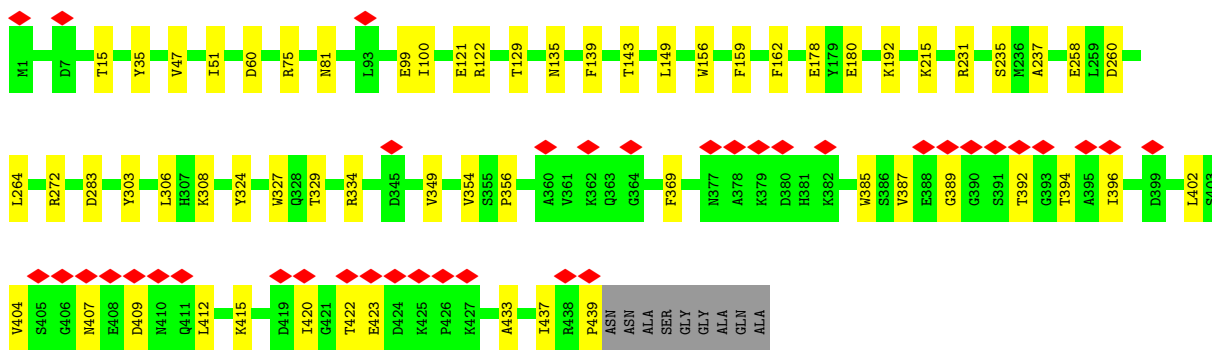 M1 D7 T15 Y35 V47 I51 D60 R75 N81 L93 E99 I100 E121 R122 T129 N135 F139 T143 L149 W156 F159 F162 E178 Y179 E180 K192 K215 R231 S235 M236 A237 E258 L259 D260
L264 R272 D283 Y303 L306 H307 K308 Y324 W327 Q328 T329 R334 D345 V349 V354 S355 P356 A360 V361 K362 Q363 G364 F369 N377 A378 K379 D380 H381 K382 W385 S386 V387 E388 G389 G390 S391 T392 G393 T394 A395 I396 D399 L402 S403
V404 S405 G406 N407 E408 D409 N410 Q411 L412 K415 D419 I420 G421 T422 E423 D424 K425 P426 K427 A433 I437 R438 P439 ASN ASN ALA SER GLY GLY ALA GLN ALA